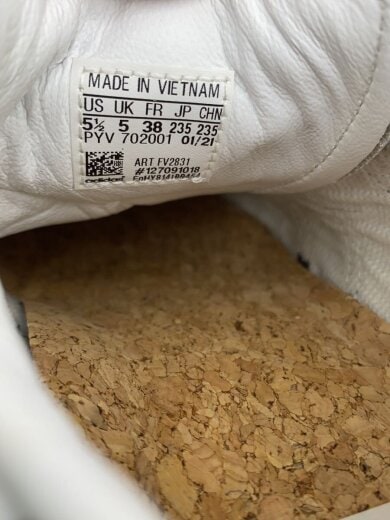 MADE IN VIETNAM
US UK FR JP CHN
5½ 5 38 235 235
PYV 702001 01/21
ART FV2831
#127091018
adidas